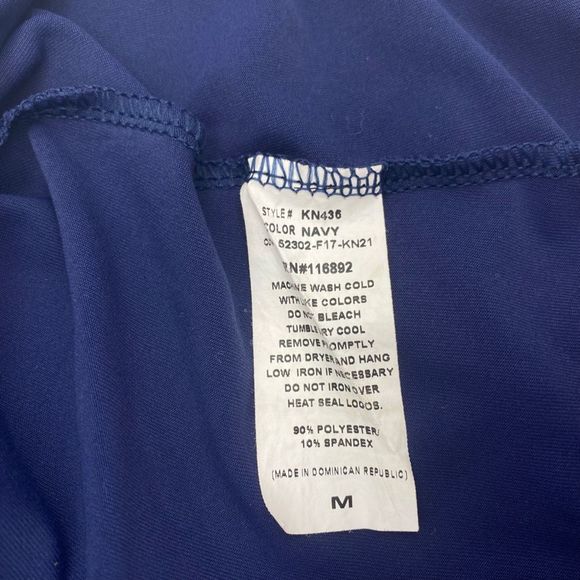 STYLE# KN436
COLOR NAVY
62302-F17-KN21
RN#116892
MACHINE WASH COLD
WITH LIKE COLORS
DO NOT BLEACH
TUMBLE DRY COOL
REMOVE PROMPTLY
FROM DRYER AND HANG
LOW IRON IF NECESSARY
DO NOT IRON OVER
HEAT SEAL LOGOS.
90% POLYESTER/
10% SPANDEX
(MADE IN DOMINICAN REPUBLIC)
M